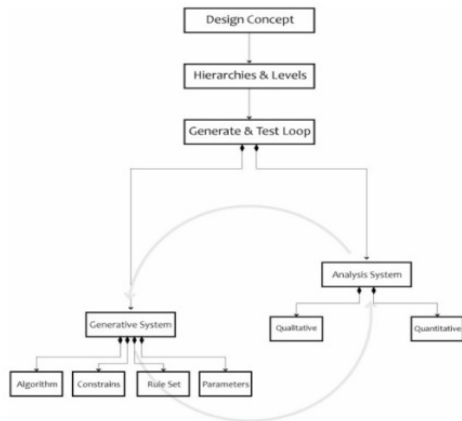 Design Concept
Hierarchies & Levels
Generate & Test Loop
Analysis System
Qualitative
Quantitative
Generative System
Algorithm
Constrains
Rule Set
Parameters